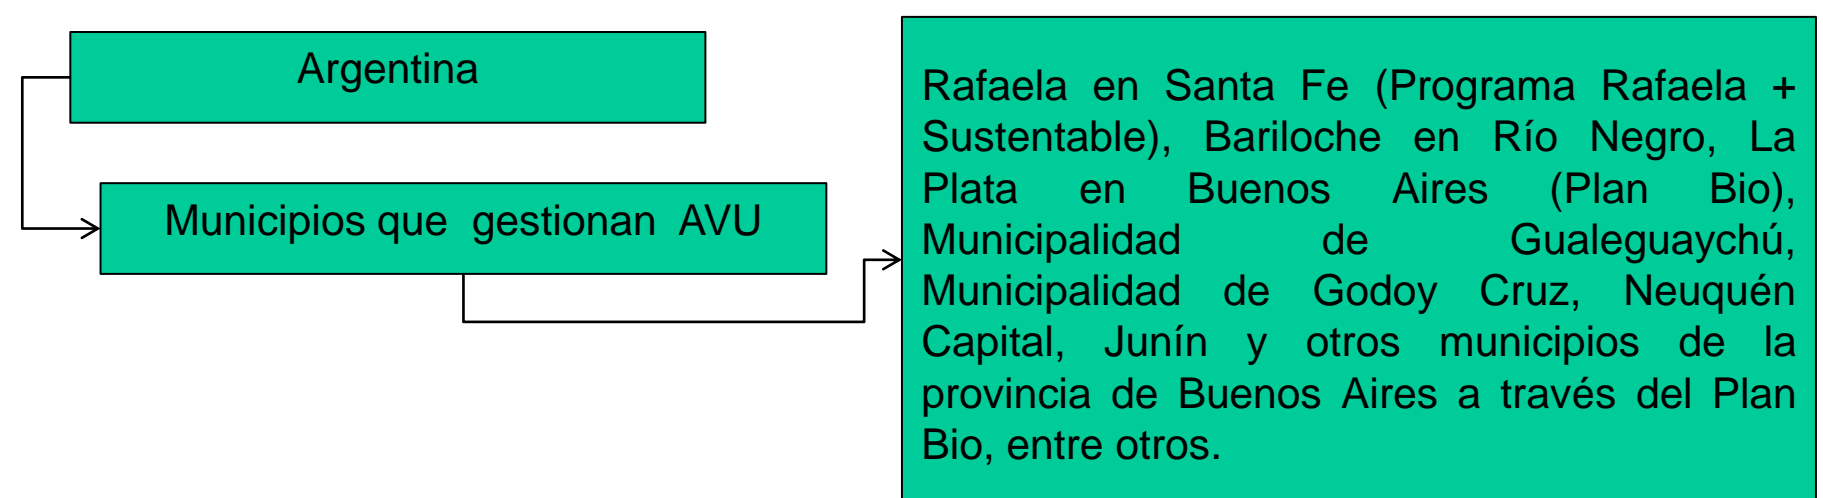 Argentina
Municipios que gestionan AVU
Rafaela en Santa Fe (Programa Rafaela +
Sustentable), Bariloche en Río Negro, La
Plata en Buenos Aires (Plan Bio),
Municipalidad de Gualeguaychú,
Municipalidad de Godoy Cruz, Neuquén
Capital, Junín y otros municipios de la
provincia de Buenos Aires a través del Plan
Bio, entre otros.